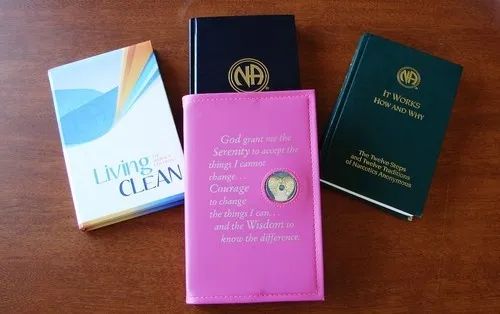 Living
CLEAN
NA
God grant me the
Serenity to accept the
things I cannot
change...
Courage
to change
the things I can...
and the Wisdom to
know the difference.
NA
IT WORKS
HOW AND WHY
The Twelve Steps
and Twelve Traditions
of Narcotics Anonymous